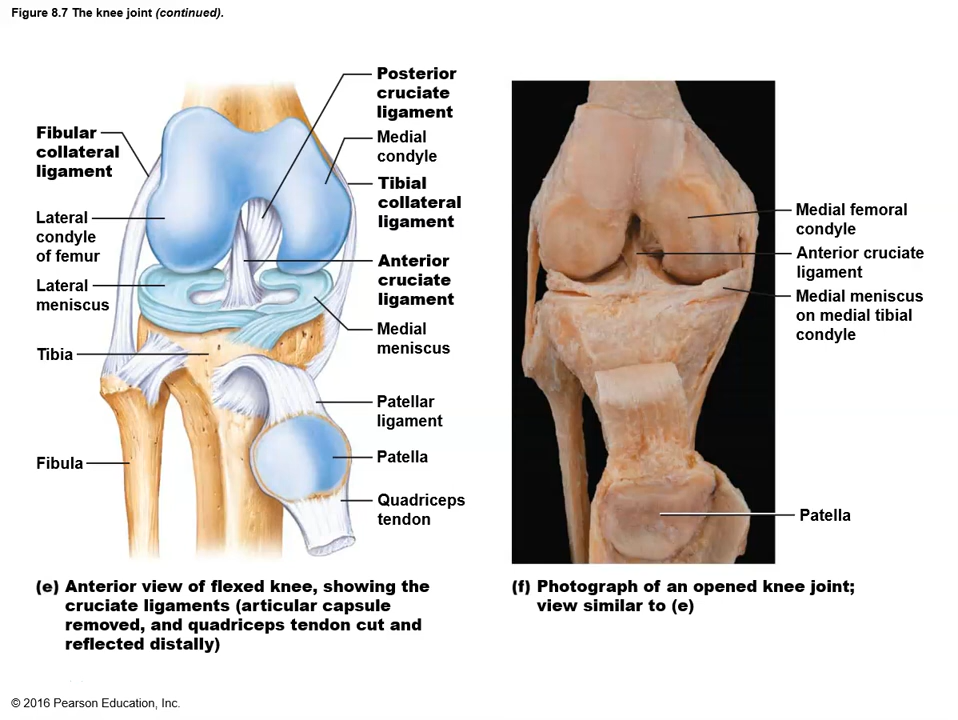 Figure 8.7 The knee joint (continued).
Posterior
cruciate
ligament
Fibular
collateral
ligament
Medial
condyle
Tibial
collateral
ligament
Lateral
condyle
of femur
Anterior
cruciate
ligament
Lateral
meniscus
Medial
meniscus
Tibia
Patellar
ligament
Fibula
Patella
Quadriceps
tendon
Medial femoral
condyle
Anterior cruciate
ligament
Medial meniscus
on medial tibial
condyle
Patella
(e) Anterior view of flexed knee, showing the
cruciate ligaments (articular capsule
removed, and quadriceps tendon cut and
reflected distally)
(f) Photograph of an opened knee joint;
view similar to (e)
© 2016 Pearson Education, Inc.